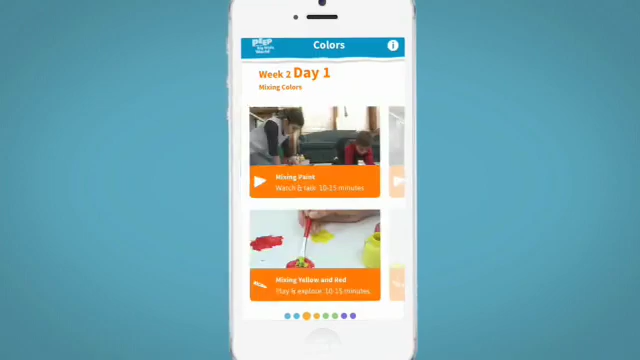 PEEP
Colors
i
Week 2 Day 1
Mixing Colors
Mixing Paint
Watch & talk 10-15 minutes
Mixing Yellow and Red
Play & explore 10-15 minutes